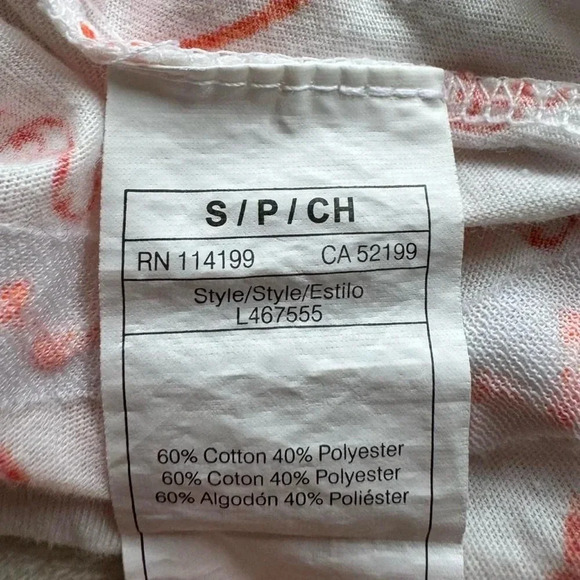 S / P / CH
RN 114199 CA 52199
Style/Style/Estilo
L467555
60% Cotton 40% Polyester
60% Coton 40% Polyester
60% Algodón 40% Poliéster